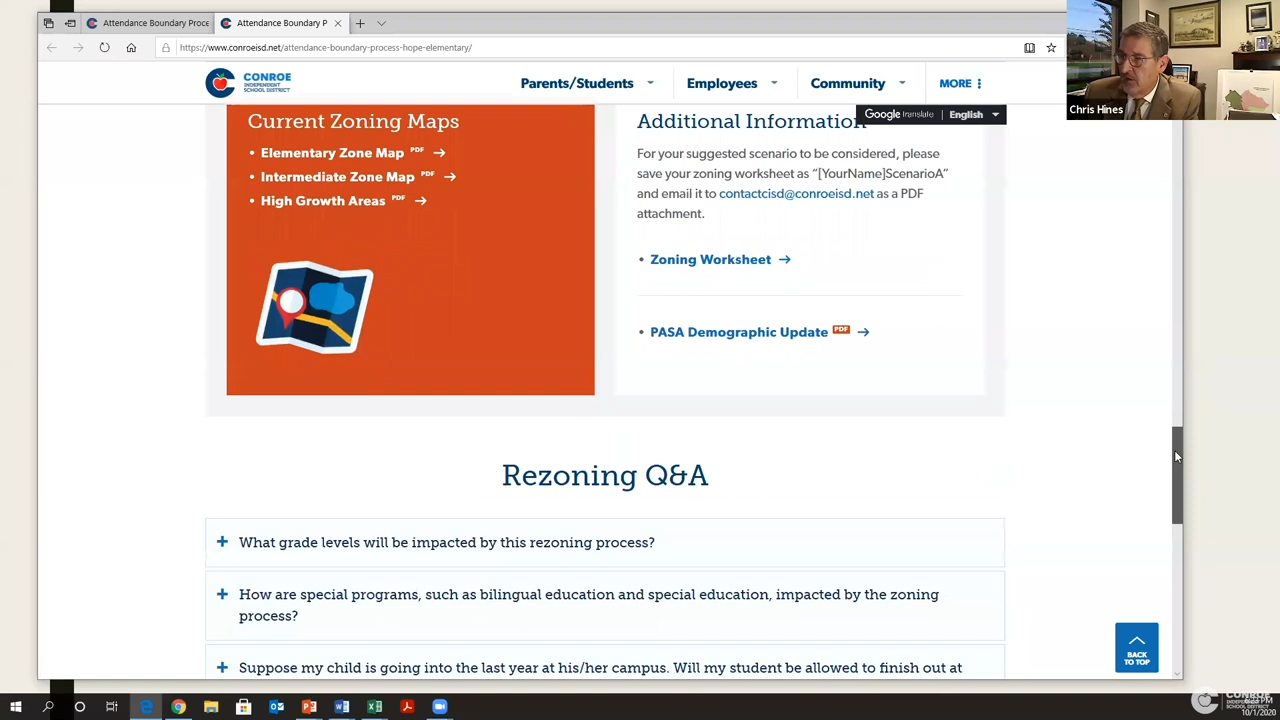 Attendance Boundary Proce
Attendance Boundary P
https://www.conroeisd.net/attendance-boundary-process-hope-elementary/
CONROE
INDEPENDENT
SCHOOL DISTRICT
Parents/Students
Employees
Community
MORE
Chris Hines
Google Translate
English
Current Zoning Maps
Elementary Zone Map PDF
Intermediate Zone Map PDF
High Growth Areas PDF
Additional Information
For your suggested scenario to be considered, please
save your zoning worksheet as “[YourName]ScenarioA”
and email it to contactcisd@conroeisd.net as a PDF
attachment.
Zoning Worksheet
PASA Demographic Update PDF
Rezoning Q&A
What grade levels will be impacted by this rezoning process?
How are special programs, such as bilingual education and special education, impacted by the zoning
process?
Suppose my child is going into the last year at his/her campus. Will my student be allowed to finish out at
BACK
TO TOP
CONROE
10/1/2020